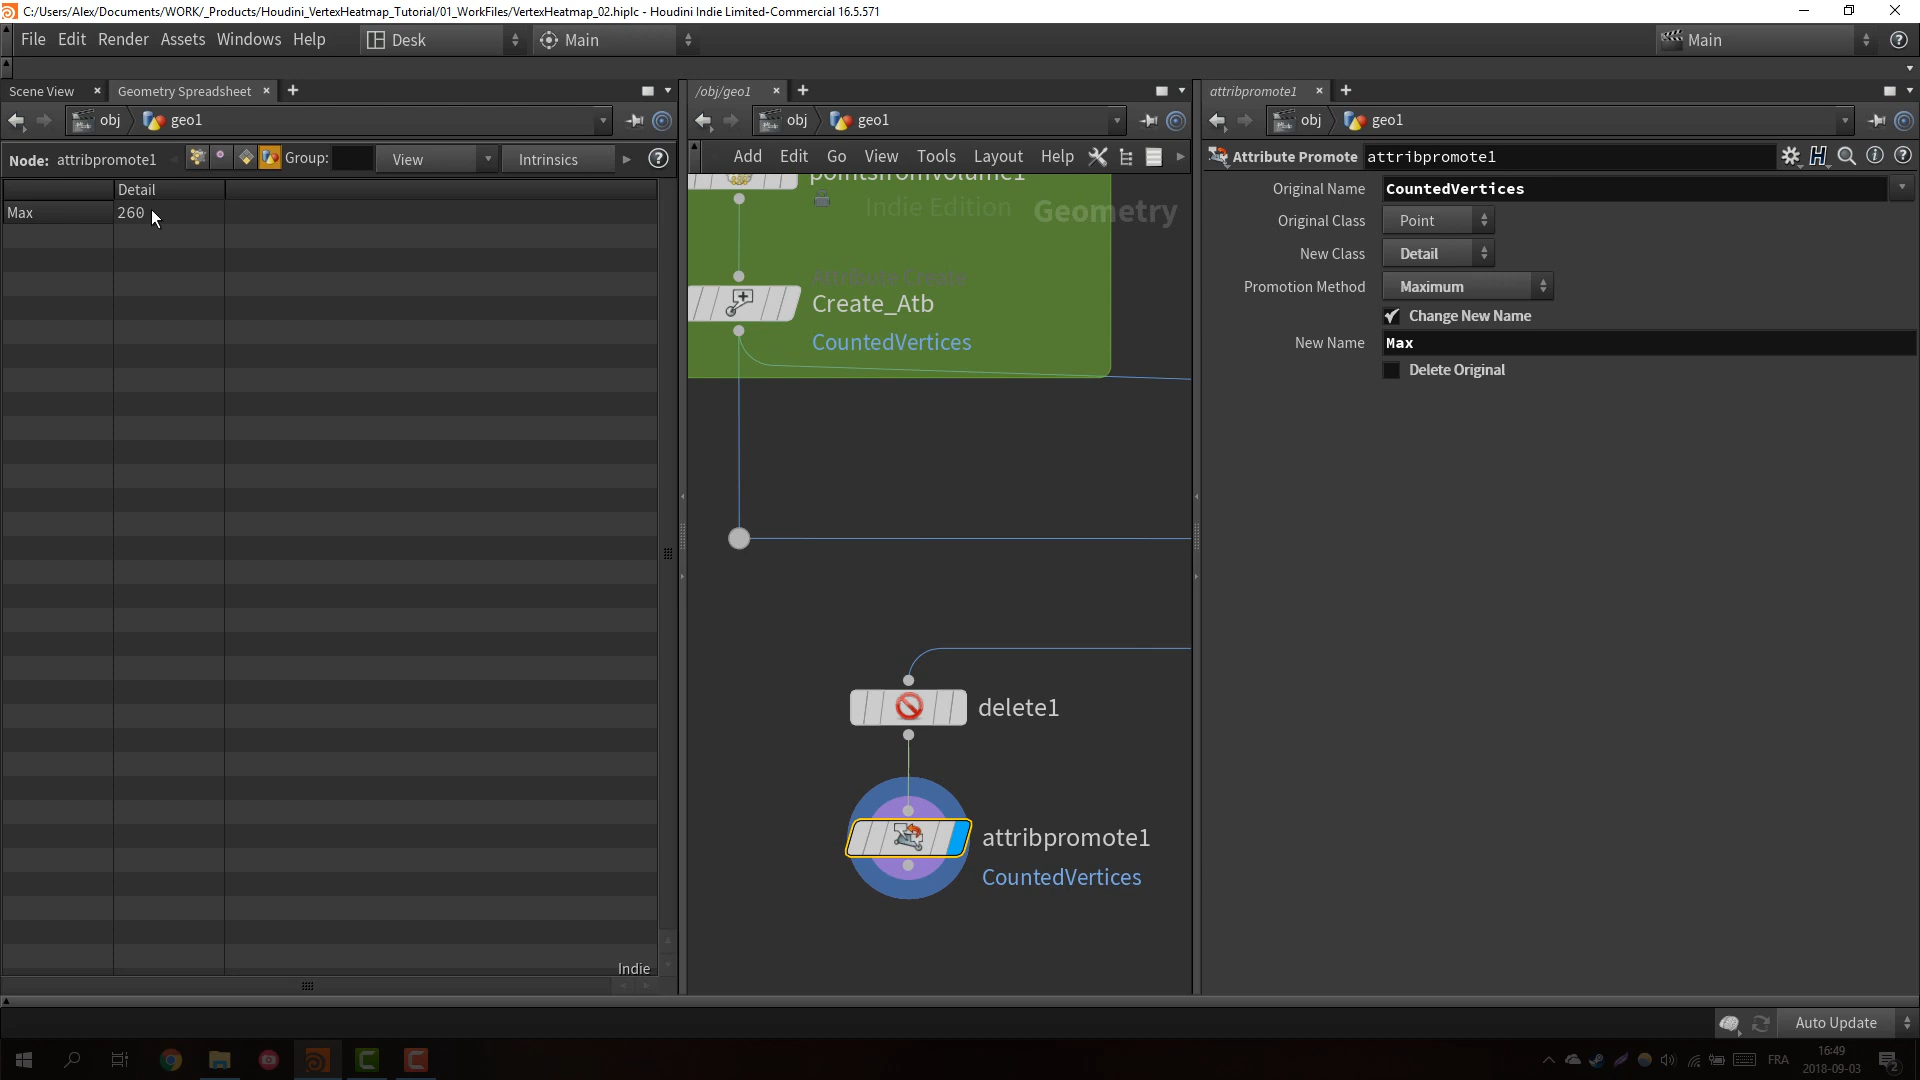 C:/Users/Alex/Documents/WORK/_Products/Houdini_VertexHeatmap_Tutorial/01_WorkFiles/VertexHeatmap_02.hiplc - Houdini Indie Limited-Commercial 16.5.571
File Edit Render Assets Windows Help Desk Main Main
Scene View Geometry Spreadsheet /obj/geo1 attribpromote1
obj geo1 obj geo1 obj geo1
Node: attribpromote1 Group: View Intrinsics
Add Edit Go View Tools Layout Help
Attribute Promote attribpromote1
Detail
Max 260
pointsfromvolume1
Indie Edition Geometry
Attribute Create
Create_Atb
CountedVertices
delete1
attribpromote1
CountedVertices
Original Name CountedVertices
Original Class Point
New Class Detail
Promotion Method Maximum
Change New Name
New Name Max
Delete Original
Indie
Auto Update
FRA
16:49
2018-09-03
2